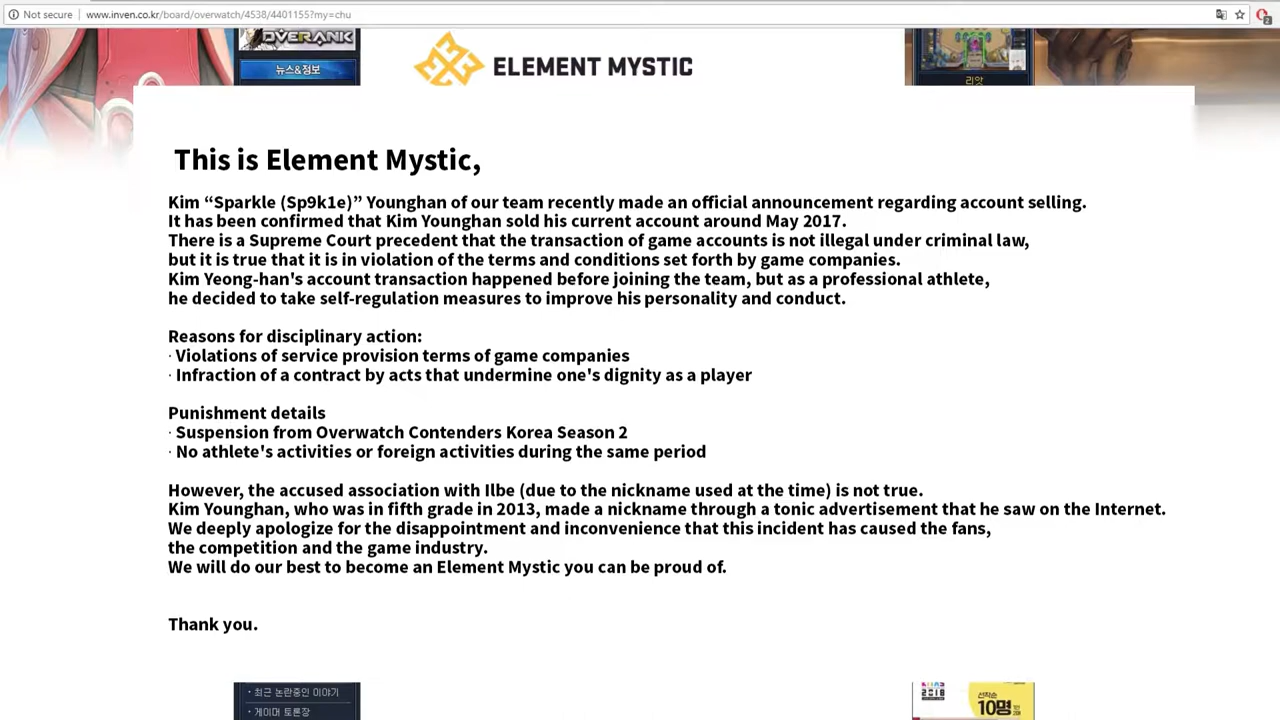 Not secure | www.inven.co.kr/board/overwatch/4538/4401155?my=chu
OVERANK
뉴스&정보
ELEMENT MYSTIC
리앗
This is Element Mystic,
Kim “Sparkle (Sp9k1e)” Younghan of our team recently made an official announcement regarding account selling.
It has been confirmed that Kim Younghan sold his current account around May 2017.
There is a Supreme Court precedent that the transaction of game accounts is not illegal under criminal law,
but it is true that it is in violation of the terms and conditions set forth by game companies.
Kim Yeong-han's account transaction happened before joining the team, but as a professional athlete,
he decided to take self-regulation measures to improve his personality and conduct.
Reasons for disciplinary action:
· Violations of service provision terms of game companies
· Infraction of a contract by acts that undermine one's dignity as a player
Punishment details
· Suspension from Overwatch Contenders Korea Season 2
· No athlete's activities or foreign activities during the same period
However, the accused association with Ilbe (due to the nickname used at the time) is not true.
Kim Younghan, who was in fifth grade in 2013, made a nickname through a tonic advertisement that he saw on the Internet.
We deeply apologize for the disappointment and inconvenience that this incident has caused the fans,
the competition and the game industry.
We will do our best to become an Element Mystic you can be proud of.
Thank you.
· 최근 논란중인 이야기
· 게이머 토론장
2018
선착순
10명